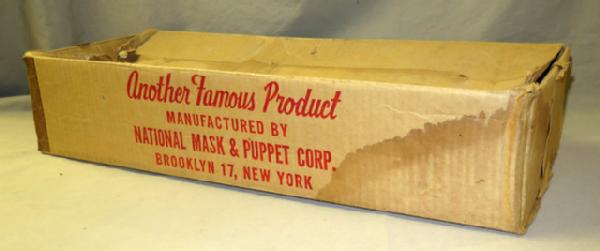 Another Famous Product
MANUFACTURED BY
NATIONAL MASK & PUPPET CORP.
BROOKLYN 17, NEW YORK